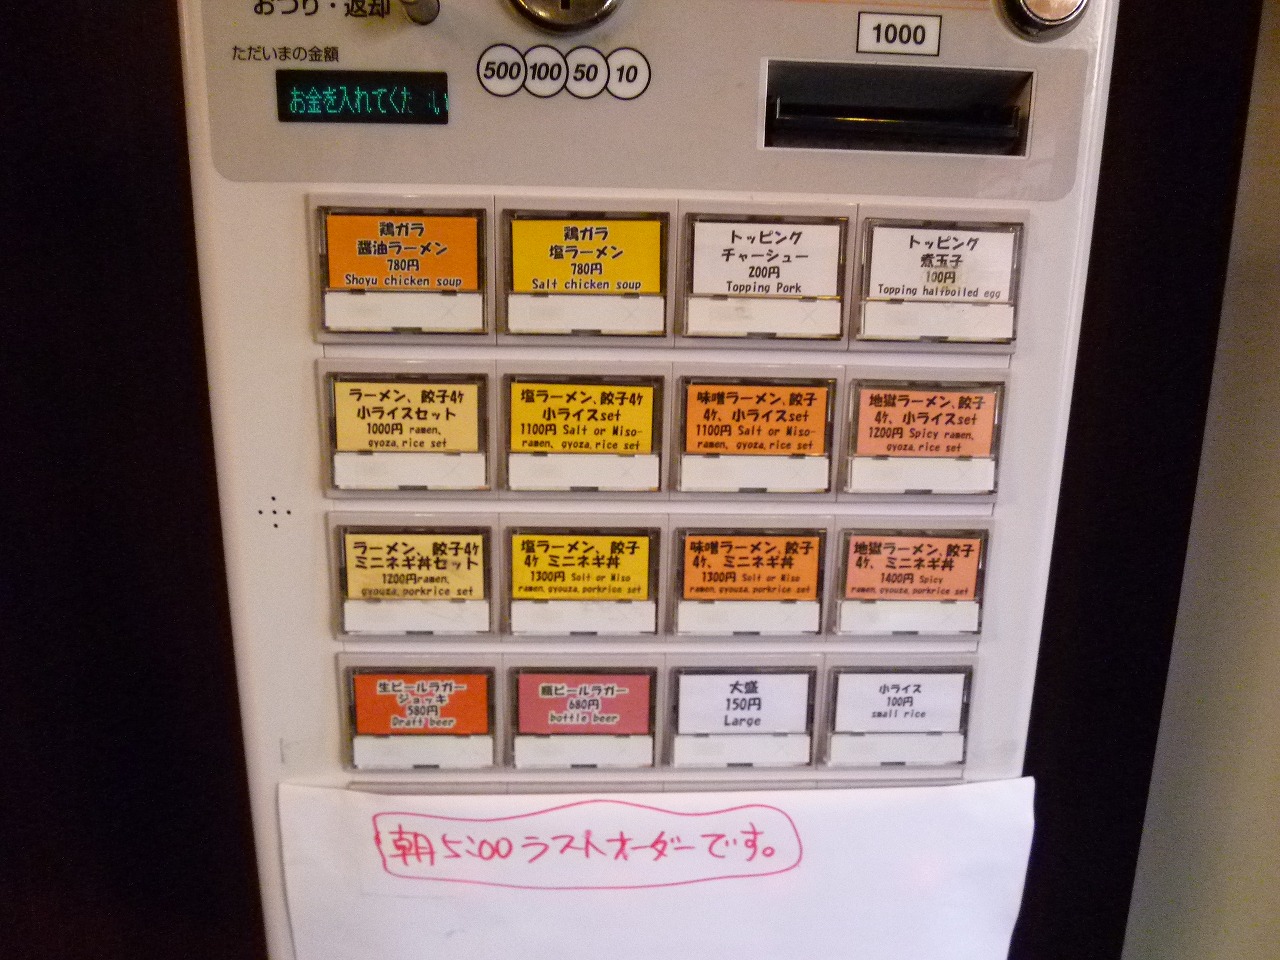 おつり・返却
ただいまの金額
お金を入れてくた い
500 100 50 10
1000
鶏ガラ
醤油ラーメン
780円
Shoyu chicken soup
鶏ガラ
塩ラーメン
780円
Salt chicken soup
トッピング
チャーシュー
200円
Topping Pork
トッピング
煮玉子
100円
Topping halfboiled egg
ラーメン、餃子4ケ
小ライスセット
1000円 ramen,
gyoza,rice set
塩ラーメン、餃子4ケ
小ライスset
1100円 Salt or Miso-
ramen, gyoza, rice set
味噌ラーメン、餃子
4ケ、小ライスset
1100円 Salt or Miso-
ramen, gyoza, rice set
地獄ラーメン、餃子
4ケ、小ライスset
1200円 Spicy ramen,
gyoza,rice set
ラーメン、餃子4ケ
ミニネギ丼セット
1200円ramen,
gyouza,porkrice set
塩ラーメン、餃子
4ケ、ミニネギ丼
1300円 Salt or Miso
ramen,gyouza,porkrice set
味噌ラーメン、餃子
4ケ、ミニネギ丼
1300円 Salt or Miso
ramen,gyouza,porkrice set
地獄ラーメン、餃子
4ケ、ミニネギ丼
1400円 Spicy
ramen,gyouza,porkrice set
生ビールラガー
ジョッキ
580円
Draft beer
瓶ビールラガー
680円
bottle beer
大盛
150円
Large
小ライス
100円
small rice
朝5:00ラストオーダーです。